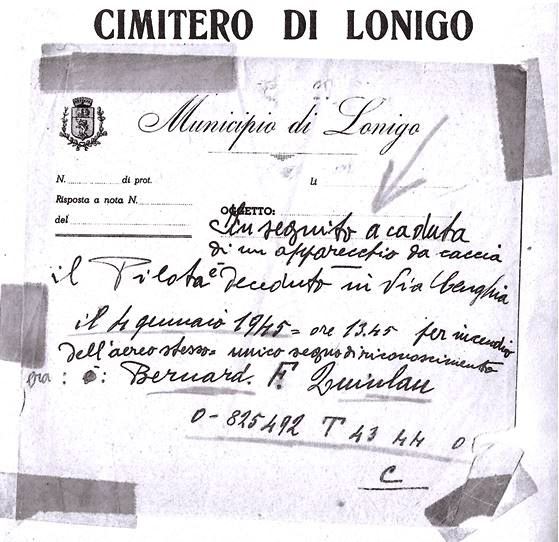 CIMITERO DI LONIGO
Municipio di Lonigo
N. di prot.
li
Risposta a nota N.
del
OGGETTO:
In seguito a caduta
di un apparecchio da caccia
il Pilota è deceduto in Via
il 4 gennaio 1945 = ore 13.45 per incendio
dell'aereo stesso = unico segno di riconoscimento
era : è : Bernard. F. Quinlan
0-825492 T 43 44 O
C